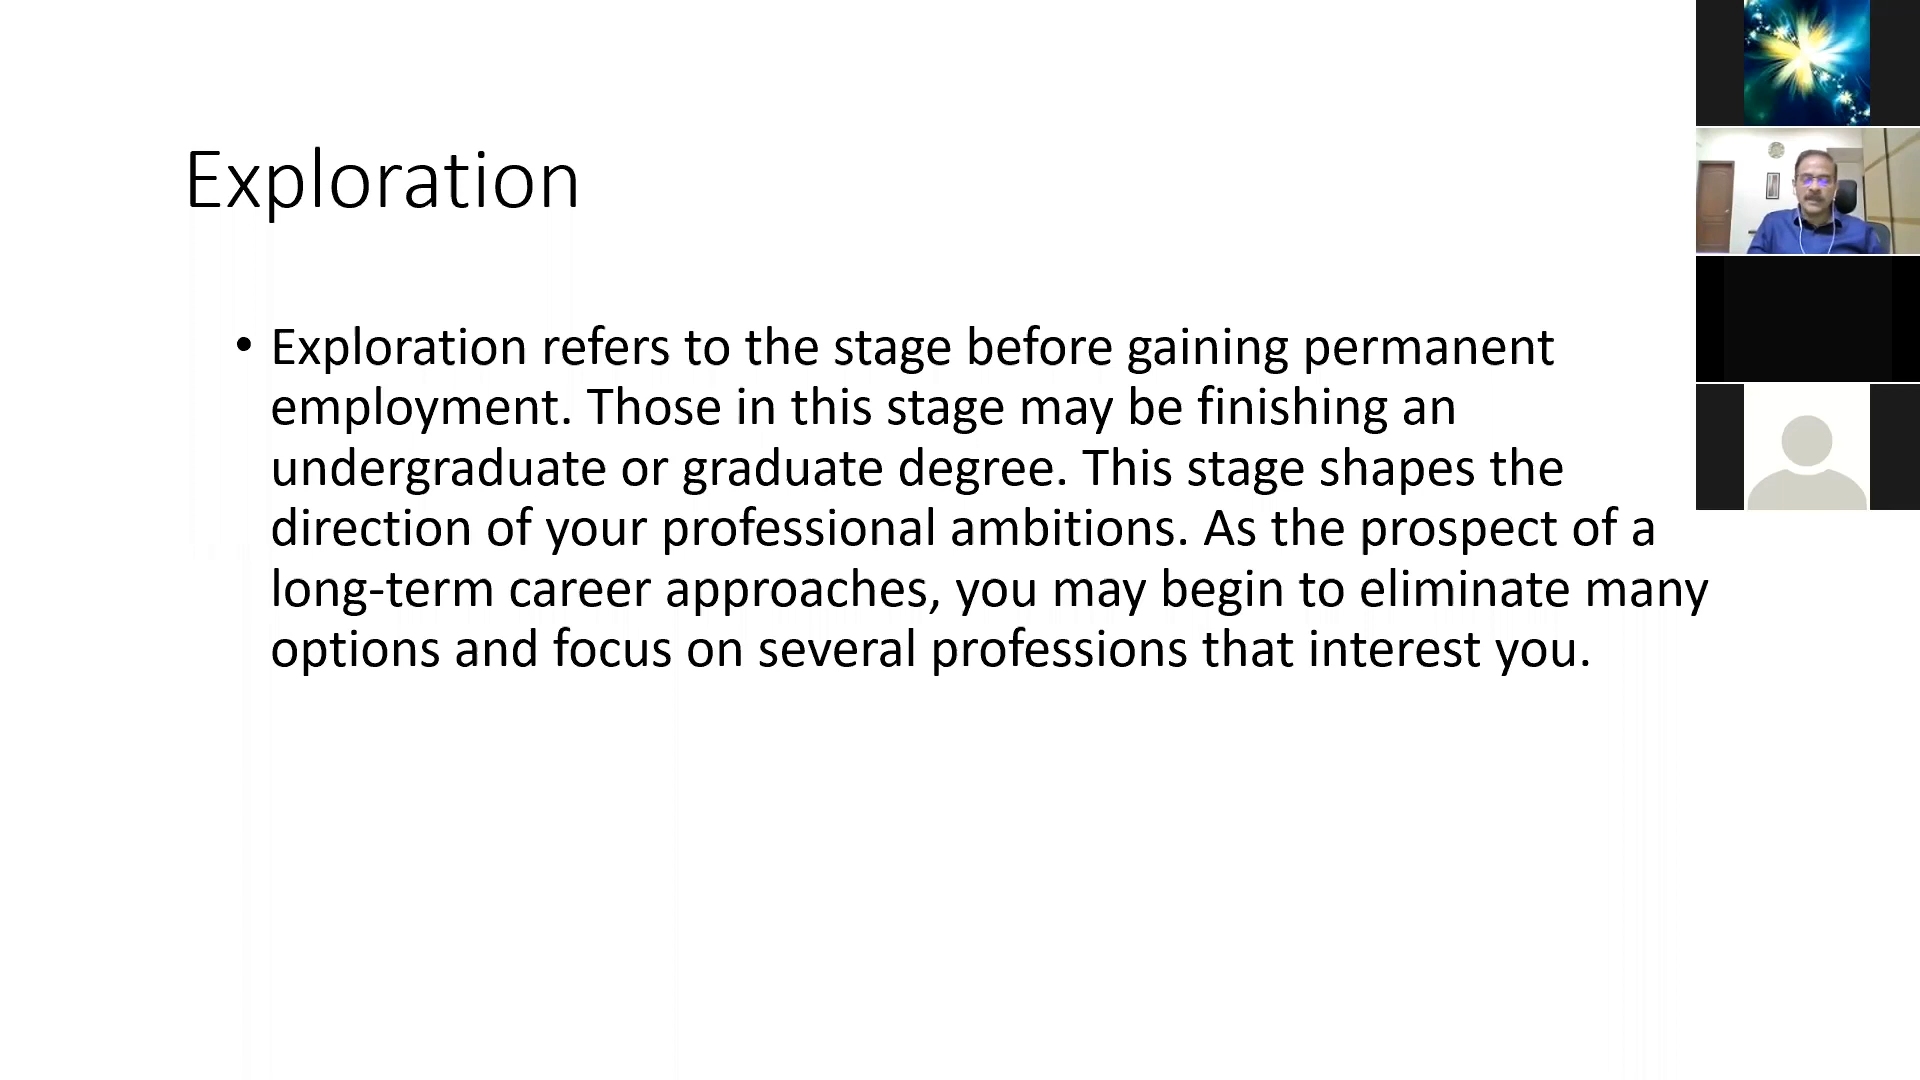 Exploration
• Exploration refers to the stage before gaining permanent
employment. Those in this stage may be finishing an
undergraduate or graduate degree. This stage shapes the
direction of your professional ambitions. As the prospect of a
long-term career approaches, you may begin to eliminate many
options and focus on several professions that interest you.